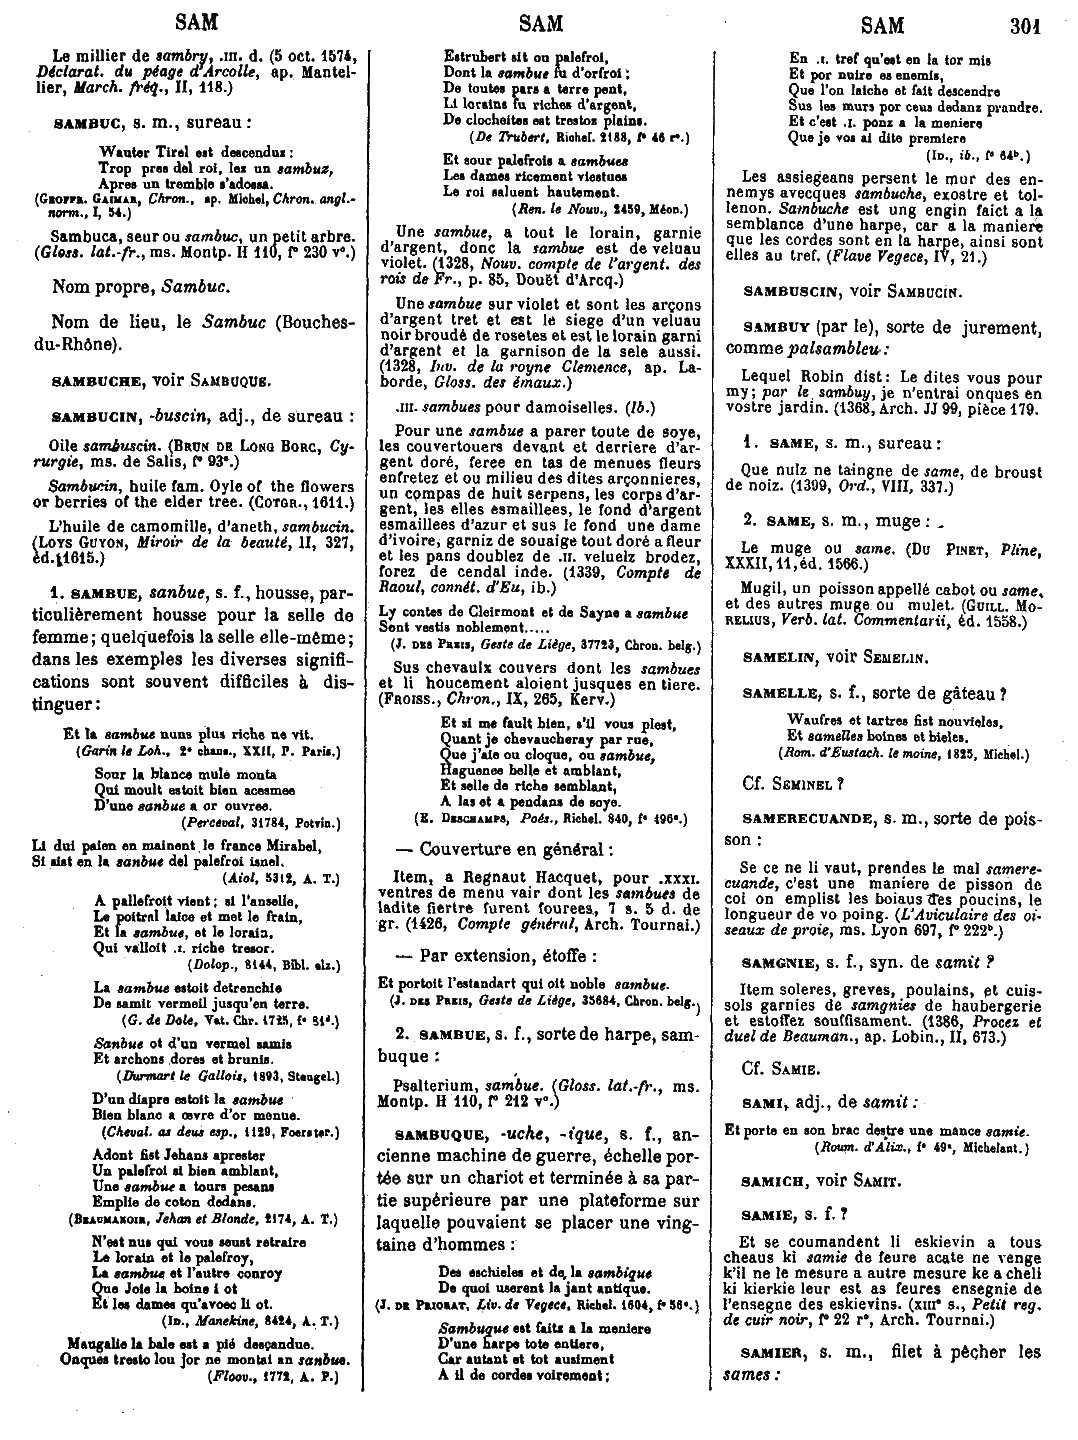 SAM
SAM
SAM 301
Le millier de sambry, .III. d. (5 oct. 1574,
Déclarat. du péage d'Arcolle, ap. Mantel-
lier, March. fréq., II, 118.)
SAMBUC, s. m., sureau :
Wauter Tirel est descenduz :
Trop pres del roi, lez un sambuz,
Apres un tremble s'adossa.
(GEOFFR. GAIMAR, Chron., ap. Michel, Chron. angl.-
norm., I, 54.)
Sambuca, seur ou sambuc, un petit arbre.
(Gloss. lat.-fr., ms. Montp. H 110, f° 230 v°.)
Nom propre, Sambuc.
Nom de lieu, le Sambuc (Bouches-
du-Rhône).
SAMBUCHE, voir SAMBUQUE.
SAMBUCIN, -buscin, adj., de sureau :
Oile sambuscin. (BRUN DE LONG BORC, Cy-
rurgie, ms. de Salis, f° 93ᵉ.)
Sambucin, huile fam. Oyle of the flowers
or berries of the elder tree. (COTGR., 1611.)
L'huile de camomille, d'aneth, sambucin.
(LOYS GUYON, Miroir de la beauté, II, 327,
éd. 1615.)
1. SAMBUE, sanbue, s. f., housse, par-
ticulièrement housse pour la selle de
femme; quelquefois la selle elle-même;
dans les exemples les diverses signifi-
cations sont souvent difficiles à dis-
tinguer :
Et la sambue nuns plus riche ne vit.
(Garin le Loh., 2ᵉ chans., XXII, P. Paris.)
Sour la blance mule monta
Qui moult estoit bien acesmee
D'une sanbue a or ouvree.
(Perceval, 31784, Potvin.)
Li dui paien en mainent le france Mirabel,
Si sist en la sanbue del palefroi isnel.
(Aiol, 5312, A. T.)
A pallefroit vient ; si l'anselle,
Le poitral laice et met le frain,
Et la sambue, et le lorain,
Qui valloit .I. riche tresor.
(Dolop., 8144, Bibl. elz.)
La sambue estoit detrenchie
De samit vermeil jusqu'en terre.
(G. de Dole, Vat. Chr. 1725, f° 81ᵈ.)
Sanbue ot d'un vermel samis
Et archons dorés et brunis.
(Durmart le Gallois, 1893, Stengel.)
D'un diapre estoit la sambue
Bien blanc a œvre d'or menue.
(Cheval. as deus esp., 1129, Foerster.)
Adont fist Jehans aprester
Un palefroi si bien amblant,
Une sambue a tours pesans
Emplie de coton dedans.
(BEAUMANOIR, Jehan et Blonde, 2174, A. T.)
N'est nus qui vous seust retraire
Le lorain et le palefroy,
La sambue et l'autre conroy
Que Joie la boine i ot
Et les dames qu'avoec li ot.
(ID., Manekine, 8424, A. T.)
Maugalie la bale est a pié desçandue.
Onques tresto lou jor ne montai an sanbue.
(Floov., 1772, A. P.)
Estrubert sit ou palefroi,
Dont la sambue fu d'orfroi ;
De toutes pars a terre pent,
Li lorains fu riches d'argent,
De clocheites est trestoz plains.
(De Trubert, Richel. 2188, f° 46 r°.)
Et sour palefrois a sambues
Les dames ricement viestues
Le roi saluent hautement.
(Ren. le Nouv., 2459, Méon.)
Une sambue, a tout le lorain, garnie
d'argent, donc la sambue est de veluau
violet. (1328, Nouv. compte de l'argent. des
rois de Fr., p. 85, Douët d'Arcq.)
Une sambue sur violet et sont les arçons
d'argent tret et est le siege d'un veluau
noir broudé de rosetes et est le lorain garni
d'argent et la garnison de la sele aussi.
(1328, Inv. de la royne Clemence, ap. La-
borde, Gloss. des émaux.)
.III. sambues pour damoiselles. (Ib.)
Pour une sambue a parer toute de soye,
les couvertouers devant et derriere d'ar-
gent doré, feree en tas de menues fleurs
enfretez et ou milieu des dites arçonnieres,
un compas de huit serpens, les corps d'ar-
gent, les elles esmaillees, le fond d'argent
esmaillees d'azur et sus le fond une dame
d'ivoire, garniz de souaige tout doré a fleur
et les pans doublez de .II. veluelz brodez,
forez de cendal inde. (1339, Compte de
Raoul, connét. d'Eu, ib.)
Ly contes de Cleirmont et de Sayne a sambue
Sont vestis noblement.....
(J. DES PREIS, Geste de Liège, 37723, Chron. belg.)
Sus chevaulx couvers dont les sambues
et li houcement aloient jusques en tiere.
(FROISS., Chron., IX, 265, Kerv.)
Et si me fault bien, s'il vous plest,
Quant je chevaucheray par rue,
Que j'aie ou cloque, ou sambue,
Haguenee belle et amblant,
Et selle de riche semblant,
A las et a pendans de soye.
(E. DESCHAMPS, Poés., Richel. 840, f° 496ᵃ.)
— Couverture en général :
Item, a Regnaut Hacquet, pour .XXXI.
ventres de menu vair dont les sambues de
ladite fiertre furent fourees, 7 s. 5 d. de
gr. (1426, Compte général, Arch. Tournai.)
— Par extension, étoffe :
Et portoit l'estandart qui oit noble sambue.
(J. DES PREIS, Geste de Liège, 35684, Chron. belg.)
2. SAMBUE, s. f., sorte de harpe, sam-
buque :
Psalterium, sambue. (Gloss. lat.-fr., ms.
Montp. H 110, f° 212 v°.)
SAMBUQUE, -uche, -ique, s. f., an-
cienne machine de guerre, échelle por-
tée sur un chariot et terminée à sa par-
tie supérieure par une plateforme sur
laquelle pouvaient se placer une ving-
taine d'hommes :
Des eschieles et de la sambique
De quoi userent la jant antique.
(J. DE PRIORAT, Liv. de Vegece, Richel. 1604, f° 56ᵃ.)
Sambuque est faits a la meniere
D'une harpe tote entiere,
Car autant et tot ausiment
A il de cordes voirement ;
En .I. tref qu'est en la tor mis
Et por nuire es enemis,
Que l'on laiche et fait descendre
Sus les murs por ceus dedanz prandre.
Et c'est .I. ponz a la meniere
Que je vos ai dite premiere
(ID., ib., f° 64ᵇ.)
Les assiegeans persent le mur des en-
nemys avecques sambuche, exostre et tol-
lenon. Sambuche est ung engin faict a la
semblance d'une harpe, car a la maniere
que les cordes sont en la harpe, ainsi sont
elles au tref. (Flave Vegece, IV, 21.)
SAMBUSCIN, voir SAMBUCIN.
SAMBUY (par le), sorte de jurement,
comme palsambleu :
Lequel Robin dist : Le dites vous pour
my ; par le sambuy, je n'entrai onques en
vostre jardin. (1368, Arch. JJ 99, pièce 179.
1. SAME, s. m., sureau :
Que nulz ne taingne de same, de broust
de noiz. (1399, Ord., VIII, 337.)
2. SAME, s. m., muge :
Le muge ou same. (DU PINET, Pline,
XXXII, 11, éd. 1566.)
Mugil, un poisson appellé cabot ou same,
et des autres muge ou mulet. (GUILL. MO-
RELIUS, Verb. lat. Commentarii, éd. 1558.)
SAMELIN, voir SEMELIN.
SAMELLE, s. f., sorte de gâteau ?
Waufres et tartres fist nouvieles,
Et samelles boines et bieles.
(Rom. d'Eustach. le moine, 1825, Michel.)
Cf. SEMINEL ?
SAMERECUANDE, s. m., sorte de pois-
son :
Se ce ne li vaut, prendes le mal samere-
cuande, c'est une maniere de pisson de
coi on emplist les boiaus des poucins, le
longueur de vo poing. (L'Aviculaire des oi-
seaux de proie, ms. Lyon 697, f° 222ᵇ.)
SAMGNIE, s. f., syn. de samit ?
Item soleres, greves, poulains, et cuis-
sols garnies de samgnies de haubergerie
et estoffez souffisament. (1386, Procez et
duel de Beauman., ap. Lobin., II, 673.)
Cf. SAMIE.
SAMI, adj., de samit :
Et porte en son brac destre une mance samie.
(Roum. d'Alix., f° 49ᵃ, Michelant.)
SAMICH, voir SAMIT.
SAMIE, s. f. ?
Et se coumandent li eskievin a tous
cheaus ki samie de feure acate ne venge
k'il ne le mesure a autre mesure ke a cheli
ki kierkie leur est as feures ensegnie de
l'ensegne des eskievins. (XIIIᵉ s., Petit reg.
de cuir noir, f° 22 r°, Arch. Tournai.)
SAMIER, s. m., filet à pêcher les
sames :